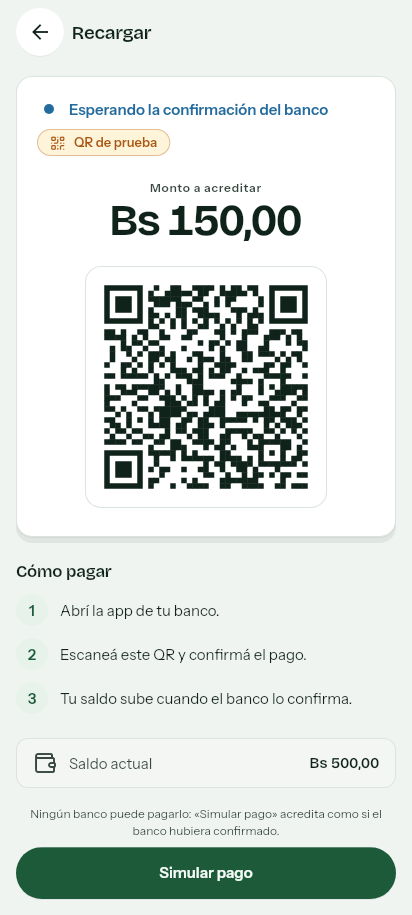 Recargar
Esperando la confirmación del banco
QR de prueba
Monto a acreditar
Bs 150,00
Cómo pagar
1 Abrí la app de tu banco.
2 Escaneá este QR y confirmá el pago.
3 Tu saldo sube cuando el banco lo confirma.
Saldo actual Bs 500,00
Ningún banco puede pagarlo: «Simular pago» acredita como si el
banco hubiera confirmado.
Simular pago